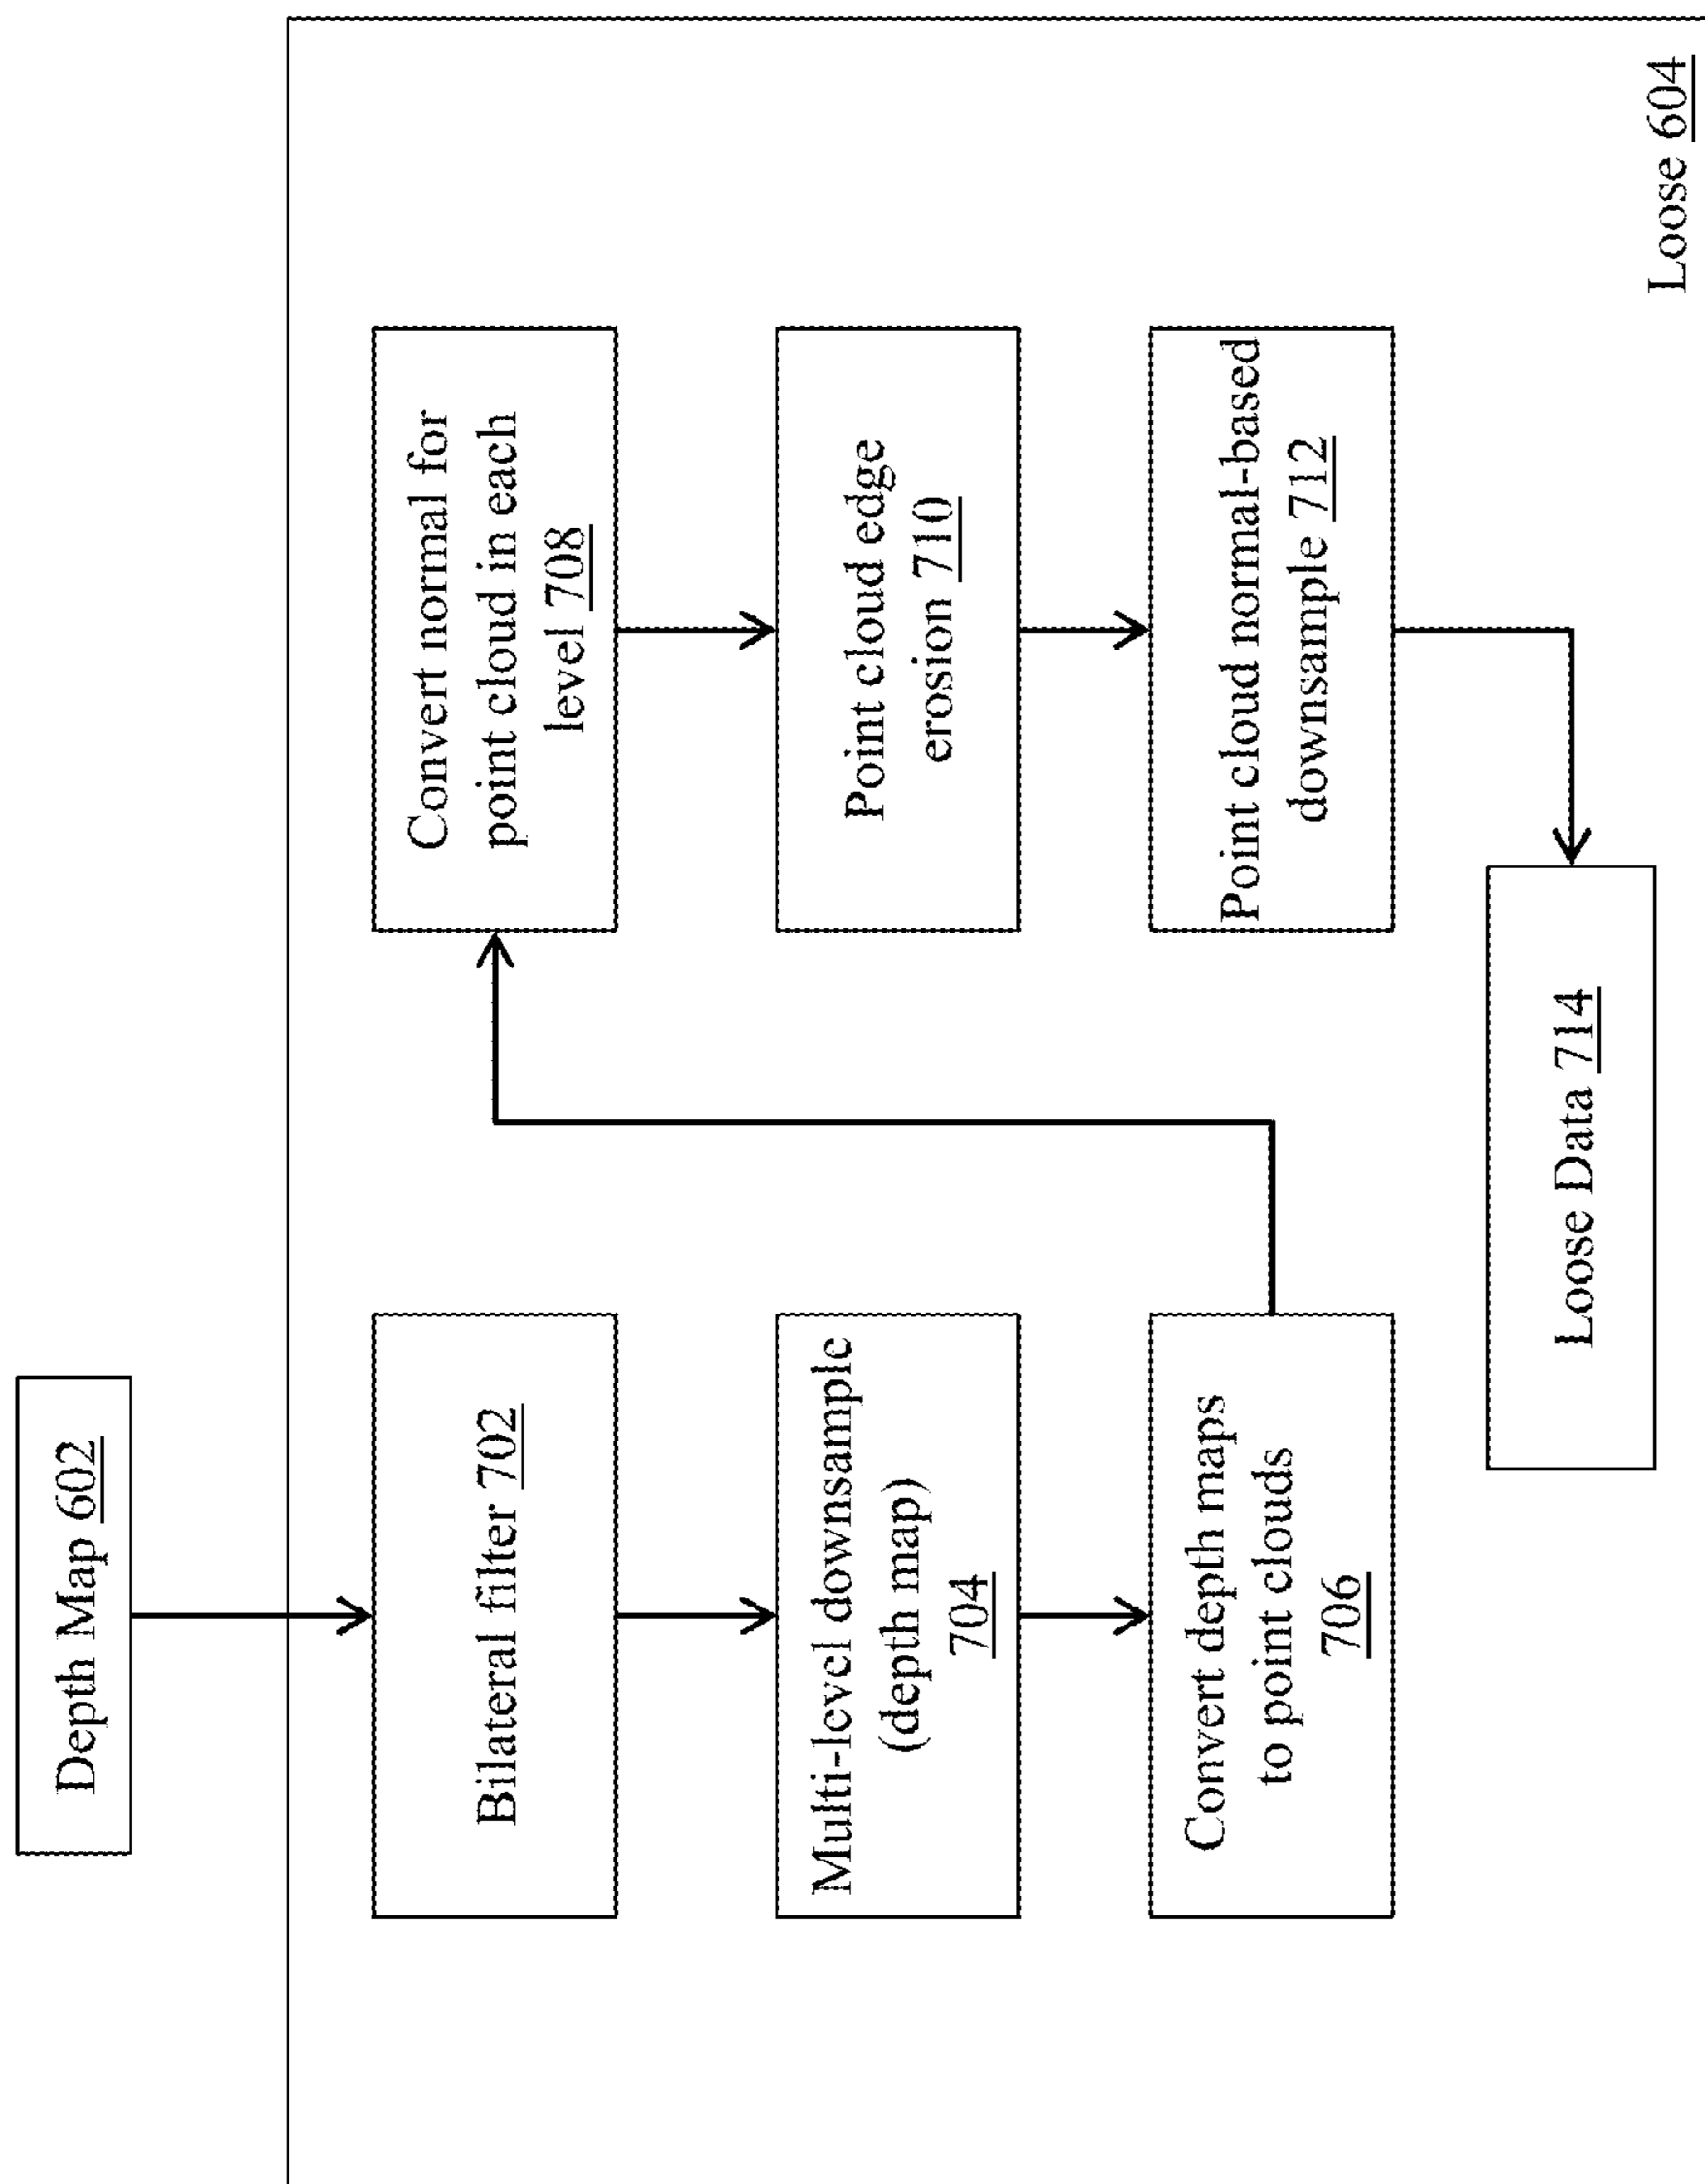 Depth Map 602
Bilateral filter 702
Multi-level downsample
(depth map)
704
Convert depth maps
to point clouds
706
Convert normal for
point cloud in each
level 708
Point cloud edge
erosion 710
Point cloud normal-based
downsample 712
Loose Data 714
Loose 604